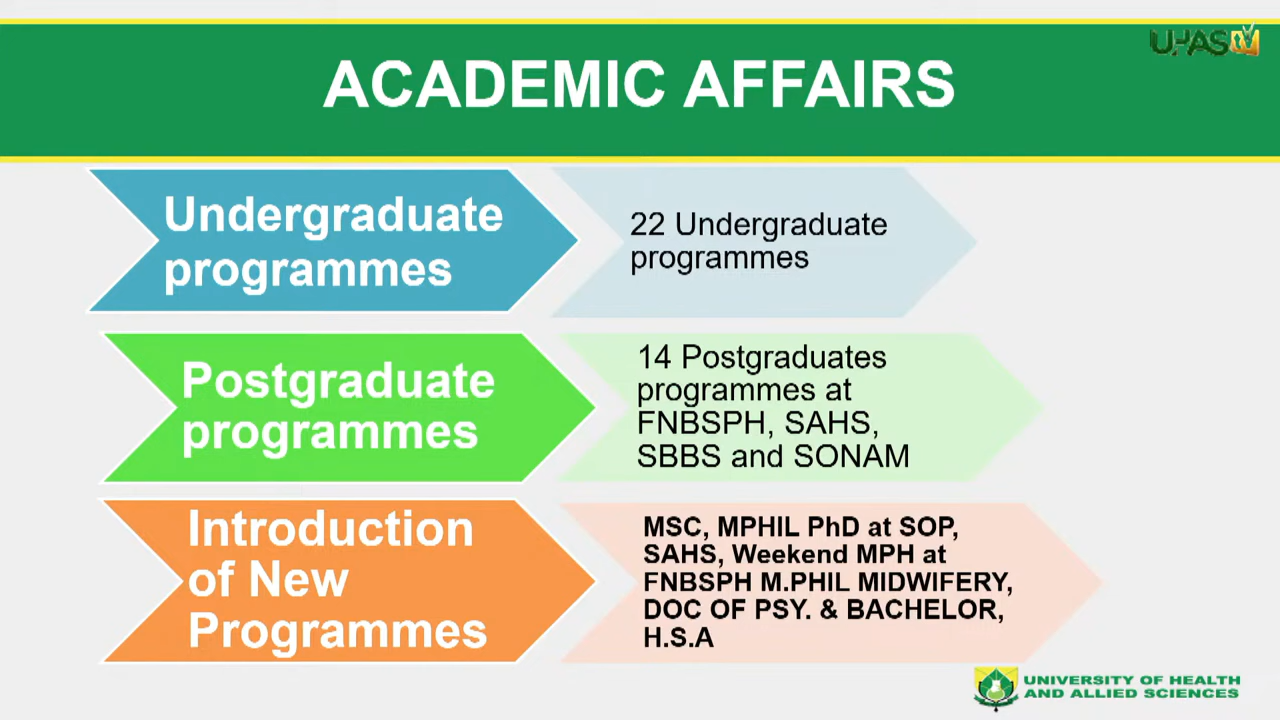 UHAS tv
ACADEMIC AFFAIRS
Undergraduate
programmes
22 Undergraduate
programmes
Postgraduate
programmes
14 Postgraduates
programmes at
FNBSPH, SAHS,
SBBS and SONAM
Introduction
of New
Programmes
MSC, MPHIL PhD at SOP,
SAHS, Weekend MPH at
FNBSPH M.PHIL MIDWIFERY,
DOC OF PSY. & BACHELOR,
H.S.A
UNIVERSITY OF HEALTH
AND ALLIED SCIENCES